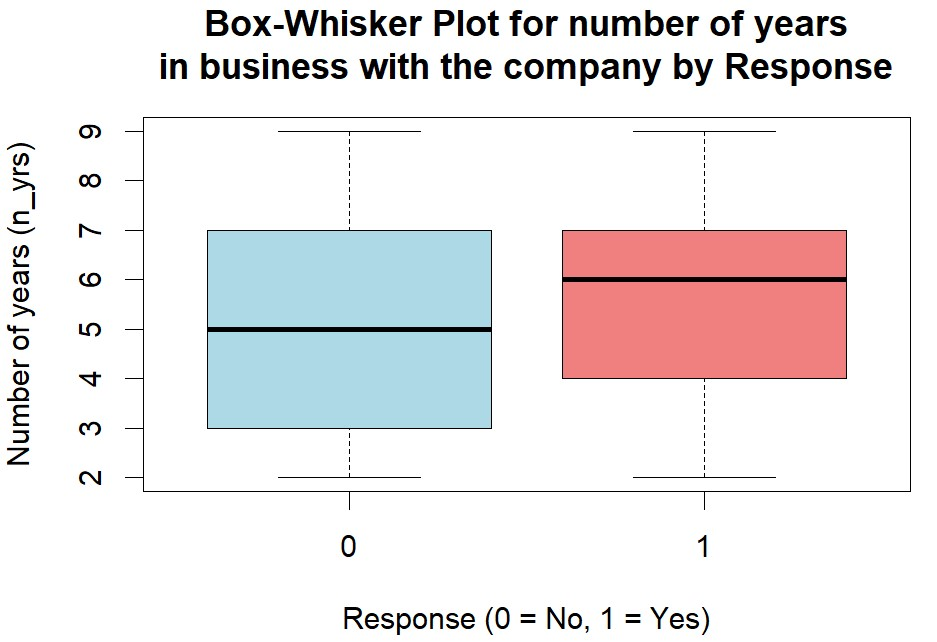 Box-Whisker Plot for number of years
in business with the company by Response
Number of years (n_yrs)
9
8
7
6
5
4
3
2
0 1
Response (0 = No, 1 = Yes)